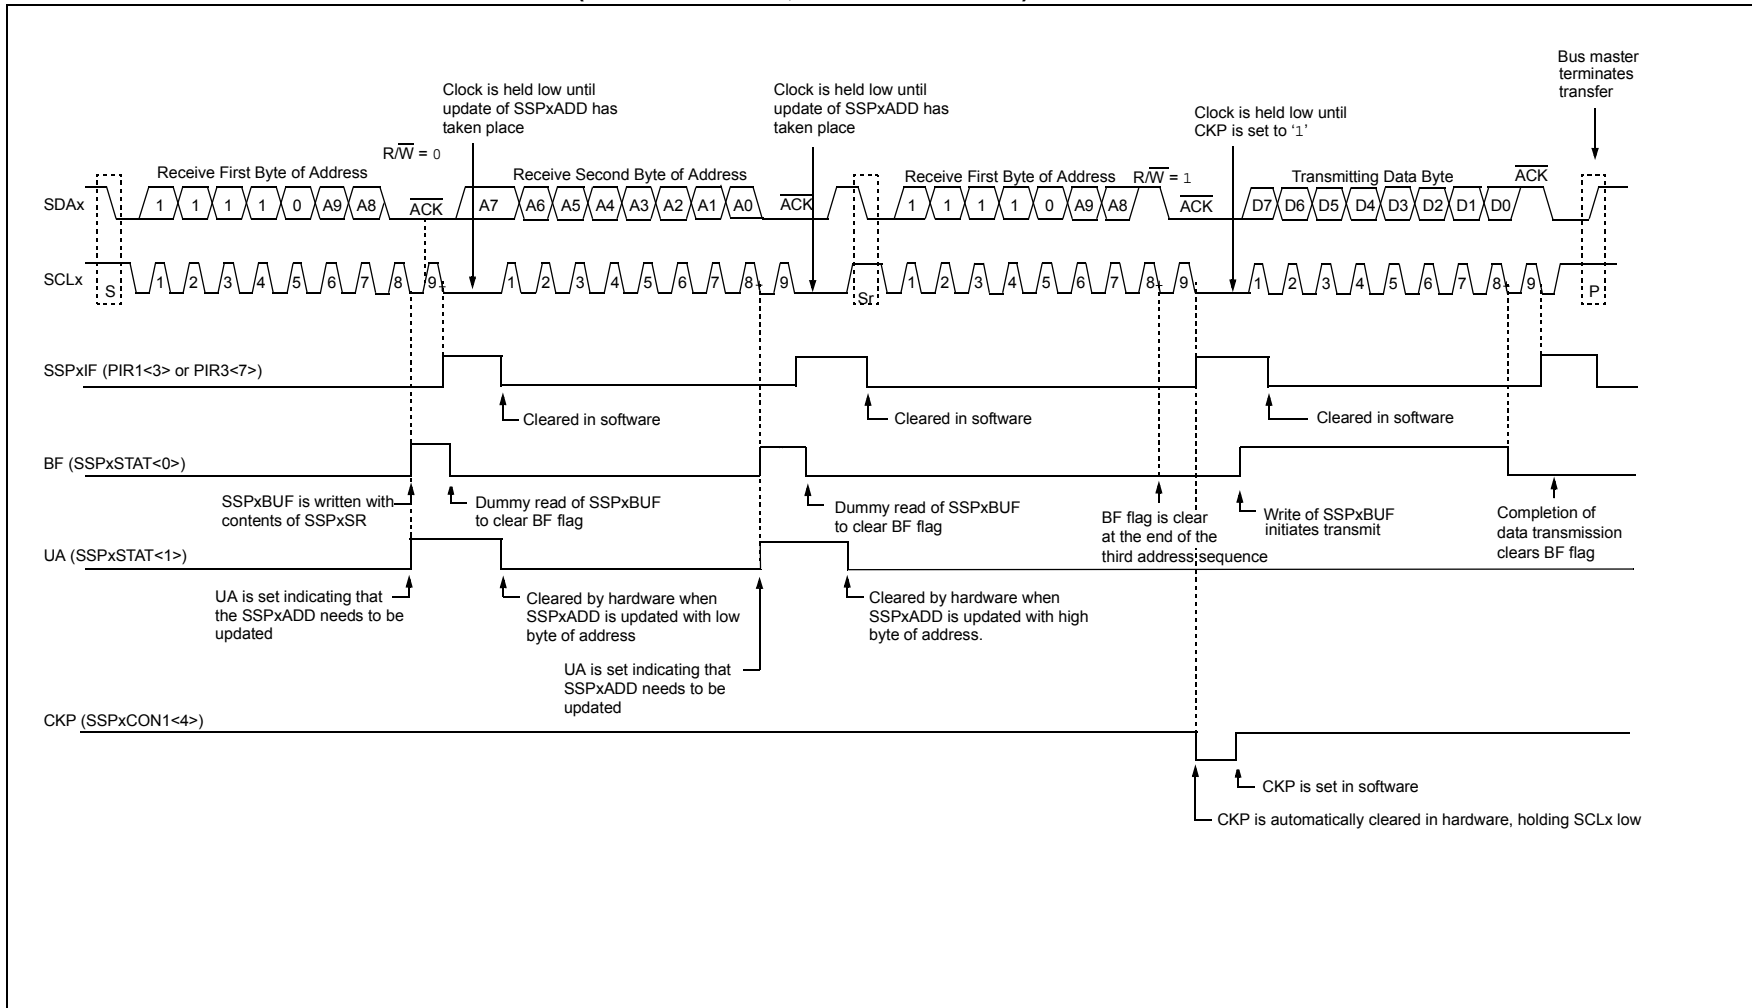 Bus master
terminates
transfer
Clock is held low until
update of SSPxADD has
taken place
Clock is held low until
update of SSPxADD has
taken place
Clock is held low until
CKP is set to ‘1’
R/W = 0
Receive First Byte of Address
Receive Second Byte of Address
Receive First Byte of Address
R/W = 1
Transmitting Data Byte
ACK
SDAx
1 1 1 1 0 A9 A8 ACK A7 A6 A5 A4 A3 A2 A1 A0 ACK 1 1 1 1 0 A9 A8 ACK D7 D6 D5 D4 D3 D2 D1 D0
SCLx
S 1 2 3 4 5 6 7 8 9 1 2 3 4 5 6 7 8 9 Sr 1 2 3 4 5 6 7 8 9 1 2 3 4 5 6 7 8 9 P
SSPxIF (PIR1<3> or PIR3<7>)
Cleared in software
Cleared in software
Cleared in software
BF (SSPxSTAT<0>)
SSPxBUF is written with
contents of SSPxSR
Dummy read of SSPxBUF
to clear BF flag
Dummy read of SSPxBUF
to clear BF flag
BF flag is clear
at the end of the
third address sequence
Write of SSPxBUF
initiates transmit
Completion of
data transmission
clears BF flag
UA (SSPxSTAT<1>)
UA is set indicating that
the SSPxADD needs to be
updated
Cleared by hardware when
SSPxADD is updated with low
byte of address
UA is set indicating that
SSPxADD needs to be
updated
Cleared by hardware when
SSPxADD is updated with high
byte of address.
CKP (SSPxCON1<4>)
CKP is set in software
CKP is automatically cleared in hardware, holding SCLx low